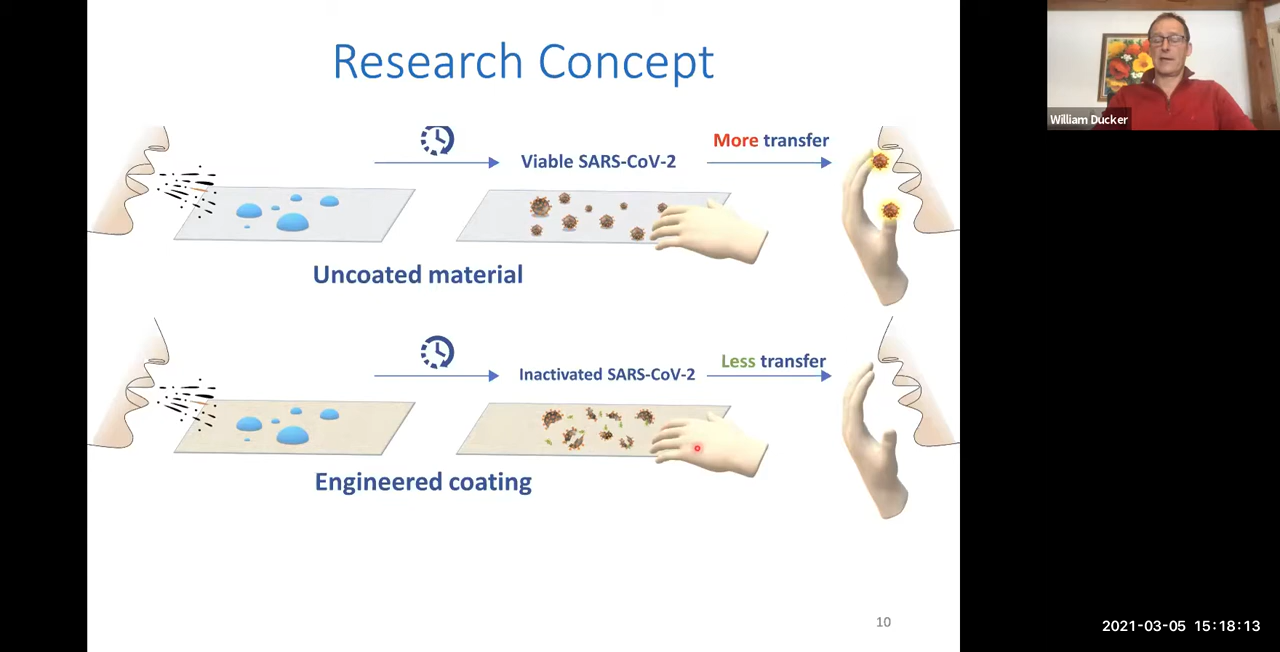 Research Concept
William Ducker
More transfer
Viable SARS-CoV-2
Uncoated material
Less transfer
Inactivated SARS-CoV-2
Engineered coating
10
2021-03-05 15:18:13